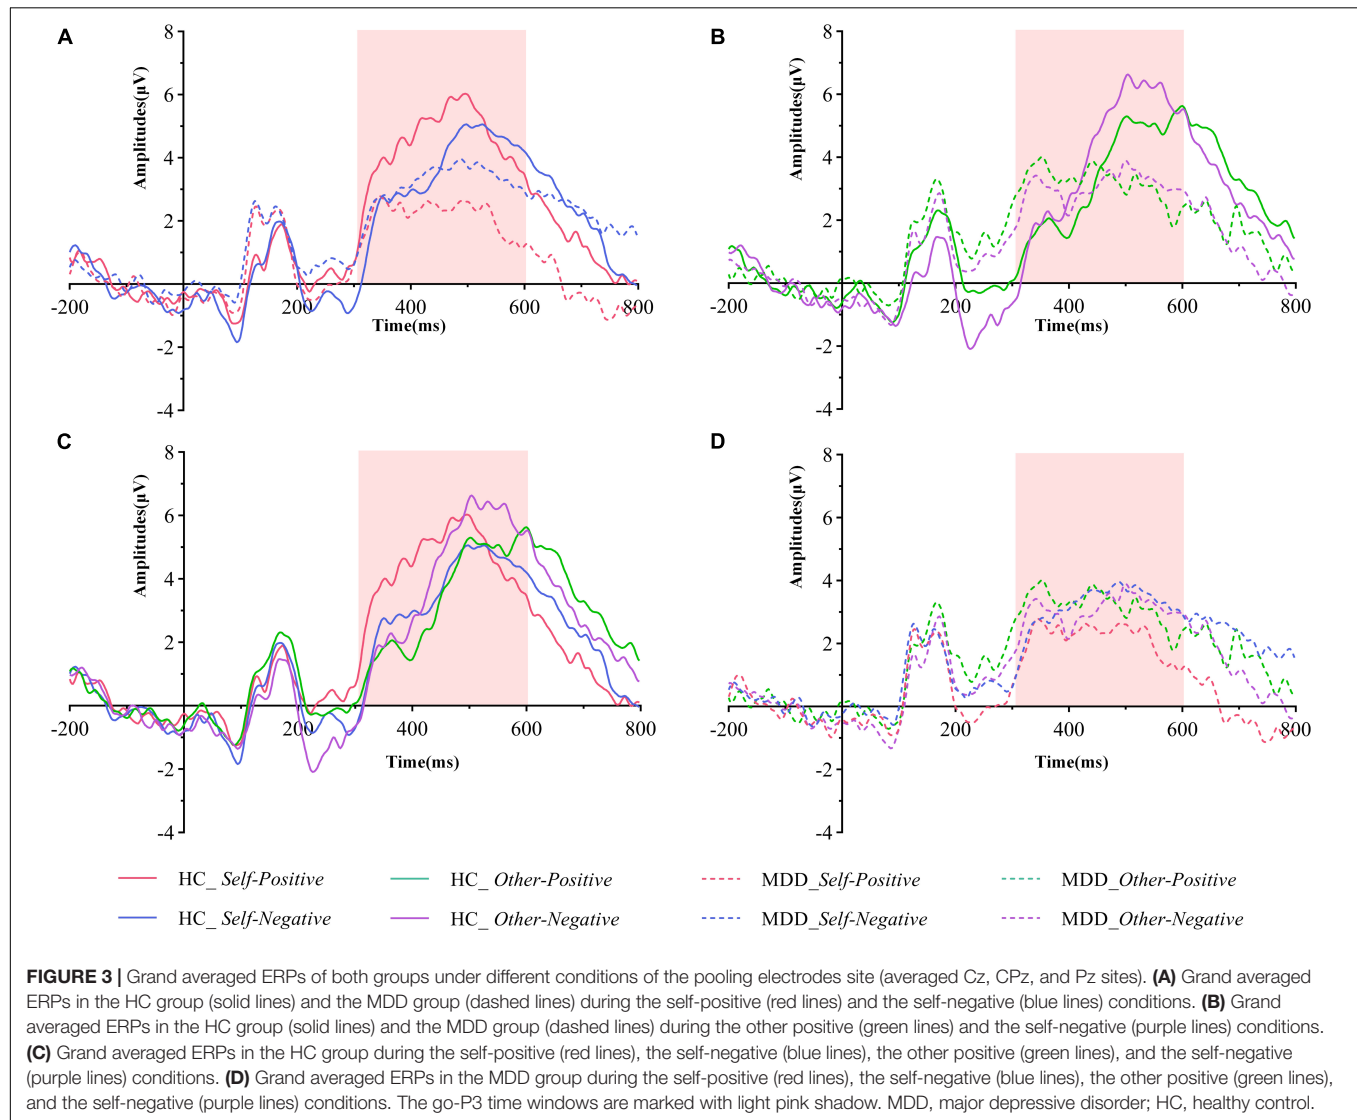 A
B
Amplitudes(μV)
8
6
4
2
0
-2
-4
-200
200
400
600
800
Time(ms)
Amplitudes(μV)
8
6
4
2
0
-2
-4
-200
200
400
600
800
Time(ms)
C
D
Amplitudes(μV)
8
6
4
2
0
-2
-4
-200
200
400
600
800
Time(ms)
Amplitudes(μV)
8
6
4
2
0
-2
-4
-200
200
400
600
800
Time(ms)
HC_ Self-Positive
HC_ Other-Positive
MDD_Self-Positive
MDD_Other-Positive
HC_ Self-Negative
HC_ Other-Negative
MDD_Self-Negative
MDD_Other-Negative
FIGURE 3 | Grand averaged ERPs of both groups under different conditions of the pooling electrodes site (averaged Cz, CPz, and Pz sites). (A) Grand averaged
ERPs in the HC group (solid lines) and the MDD group (dashed lines) during the self-positive (red lines) and the self-negative (blue lines) conditions. (B) Grand
averaged ERPs in the HC group (solid lines) and the MDD group (dashed lines) during the other positive (green lines) and the self-negative (purple lines) conditions.
(C) Grand averaged ERPs in the HC group during the self-positive (red lines), the self-negative (blue lines), the other positive (green lines), and the self-negative
(purple lines) conditions. (D) Grand averaged ERPs in the MDD group during the self-positive (red lines), the self-negative (blue lines), the other positive (green lines),
and the self-negative (purple lines) conditions. The go-P3 time windows are marked with light pink shadow. MDD, major depressive disorder; HC, healthy control.